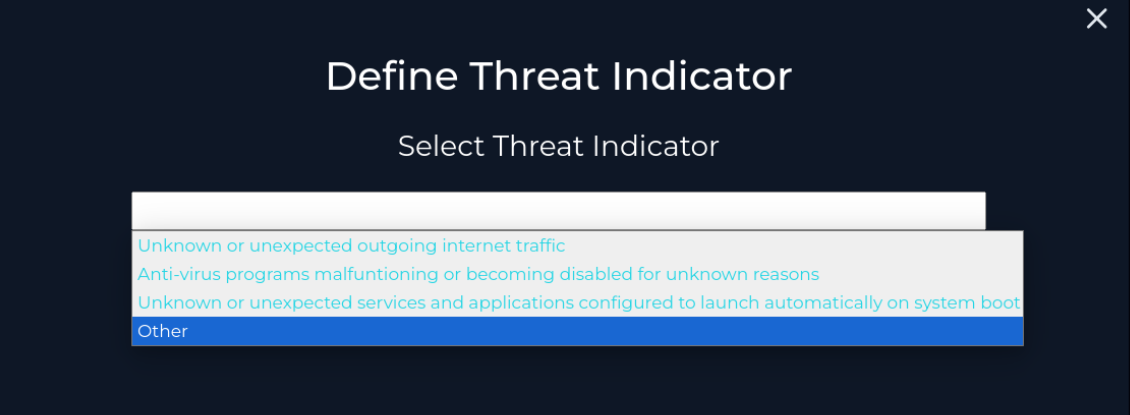 Define Threat Indicator
Select Threat Indicator
Unknown or unexpected outgoing internet traffic
Anti-virus programs malfuntioning or becoming disabled for unknown reasons
Unknown or unexpected services and applications configured to launch automatically on system boot
Other